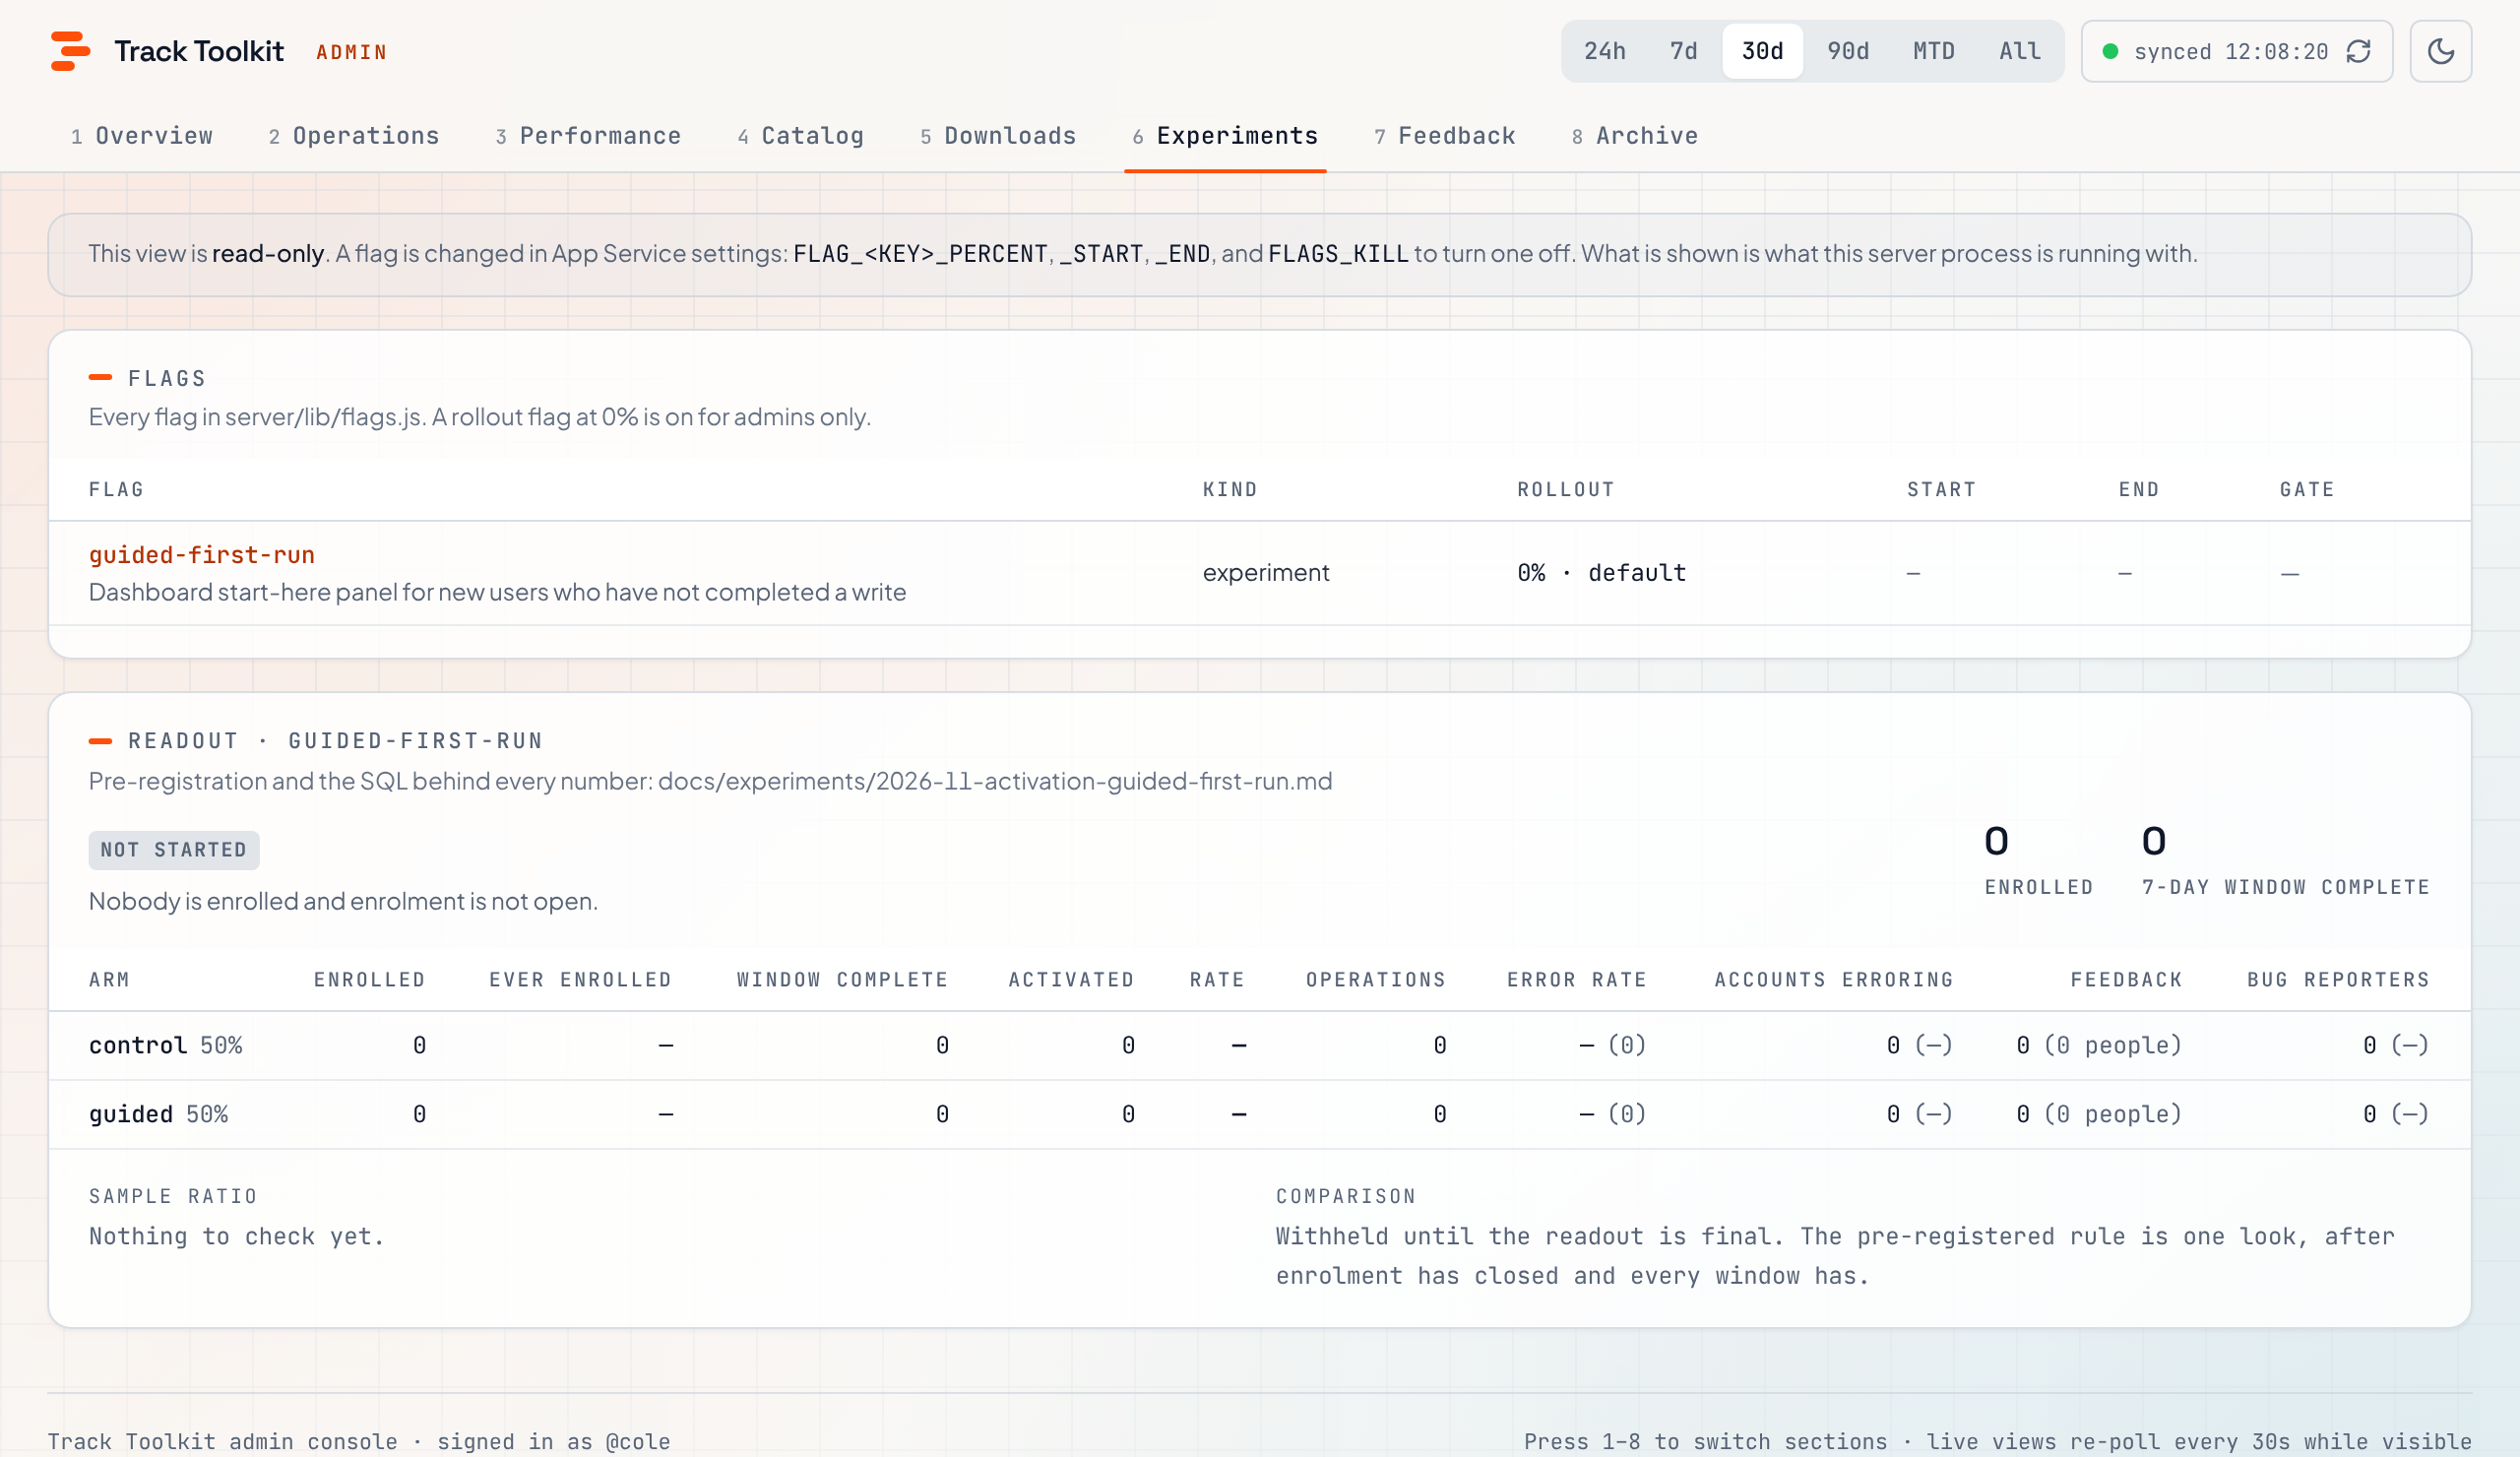 Track Toolkit ADMIN 24h 7d 30d 90d MTD All synced 12:08:20
1 Overview 2 Operations 3 Performance 4 Catalog 5 Downloads 6 Experiments 7 Feedback 8 Archive
This view is read-only. A flag is changed in App Service settings: FLAG_<KEY>_PERCENT, _START, _END, and FLAGS_KILL to turn one off. What is shown is what this server process is running with.
FLAGS
Every flag in server/lib/flags.js. A rollout flag at 0% is on for admins only.
FLAG KIND ROLLOUT START END GATE
guided-first-run
Dashboard start-here panel for new users who have not completed a write
experiment 0% · default — — —
READOUT · GUIDED-FIRST-RUN
Pre-registration and the SQL behind every number: docs/experiments/2026-11-activation-guided-first-run.md
NOT STARTED
Nobody is enrolled and enrolment is not open.
0 0
ENROLLED 7-DAY WINDOW COMPLETE
ARM ENROLLED EVER ENROLLED WINDOW COMPLETE ACTIVATED RATE OPERATIONS ERROR RATE ACCOUNTS ERRORING FEEDBACK BUG REPORTERS
control 50% 0 — 0 0 — 0 — (0) 0 (—) 0 (0 people) 0 (—)
guided 50% 0 — 0 0 — 0 — (0) 0 (—) 0 (0 people) 0 (—)
SAMPLE RATIO
Nothing to check yet.
COMPARISON
Withheld until the readout is final. The pre-registered rule is one look, after
enrolment has closed and every window has.
Track Toolkit admin console · signed in as @cole
Press 1–8 to switch sections · live views re-poll every 30s while visible